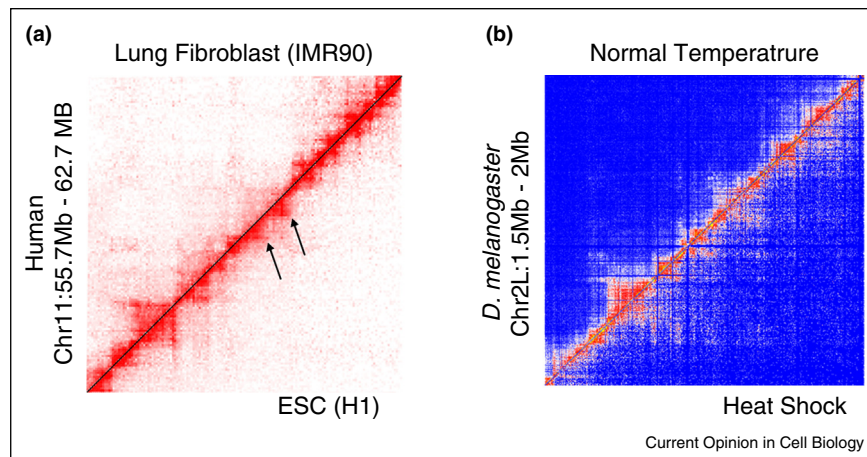 (a)
Lung Fibroblast (IMR90)
Human
Chr11:55.7Mb - 62.7 MB
ESC (H1)
(b)
Normal Temperatrure
D. melanogaster
Chr2L:1.5Mb - 2Mb
Heat Shock
Current Opinion in Cell Biology